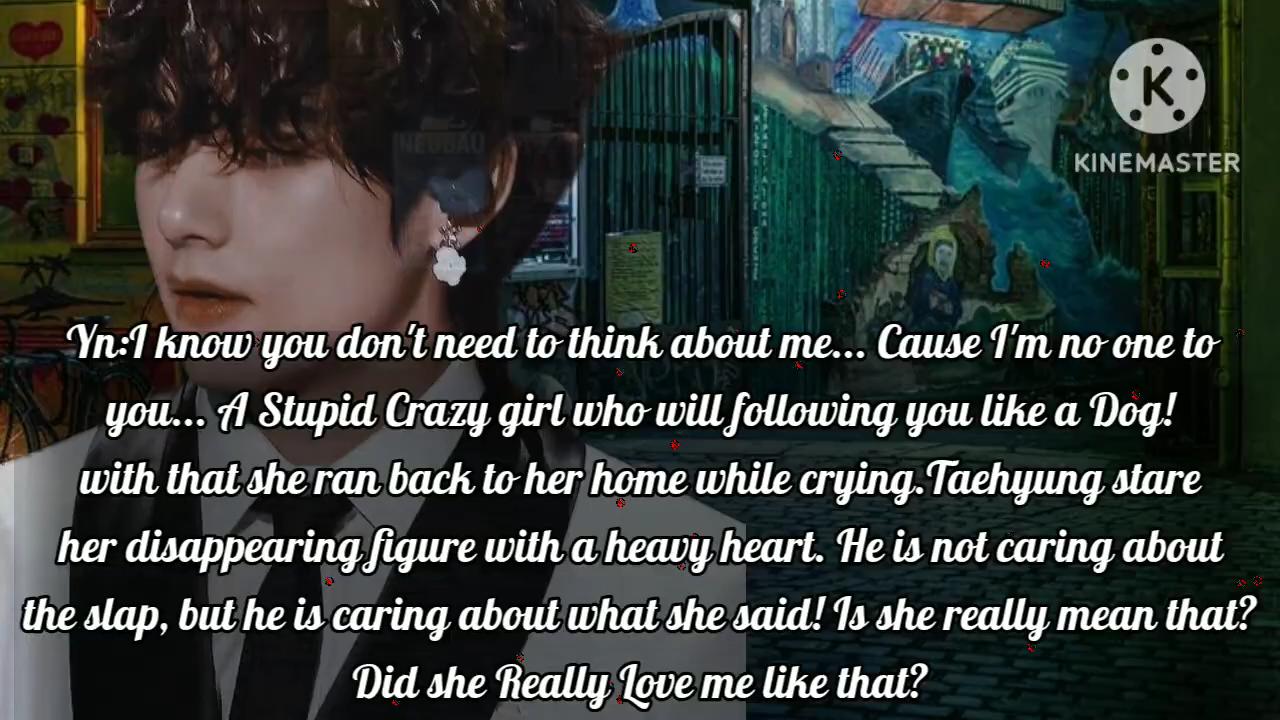 NEUBAU
K
KINEMASTER
Yn:I know you don't need to think about me... Cause I'm no one to
you... A Stupid Crazy girl who will following you like a Dog!
with that she ran back to her home while crying.Taehyung stare
her disappearing figure with a heavy heart. He is not caring about
the slap, but he is caring about what she said! Is she really mean that?
Did she Really Love me like that?